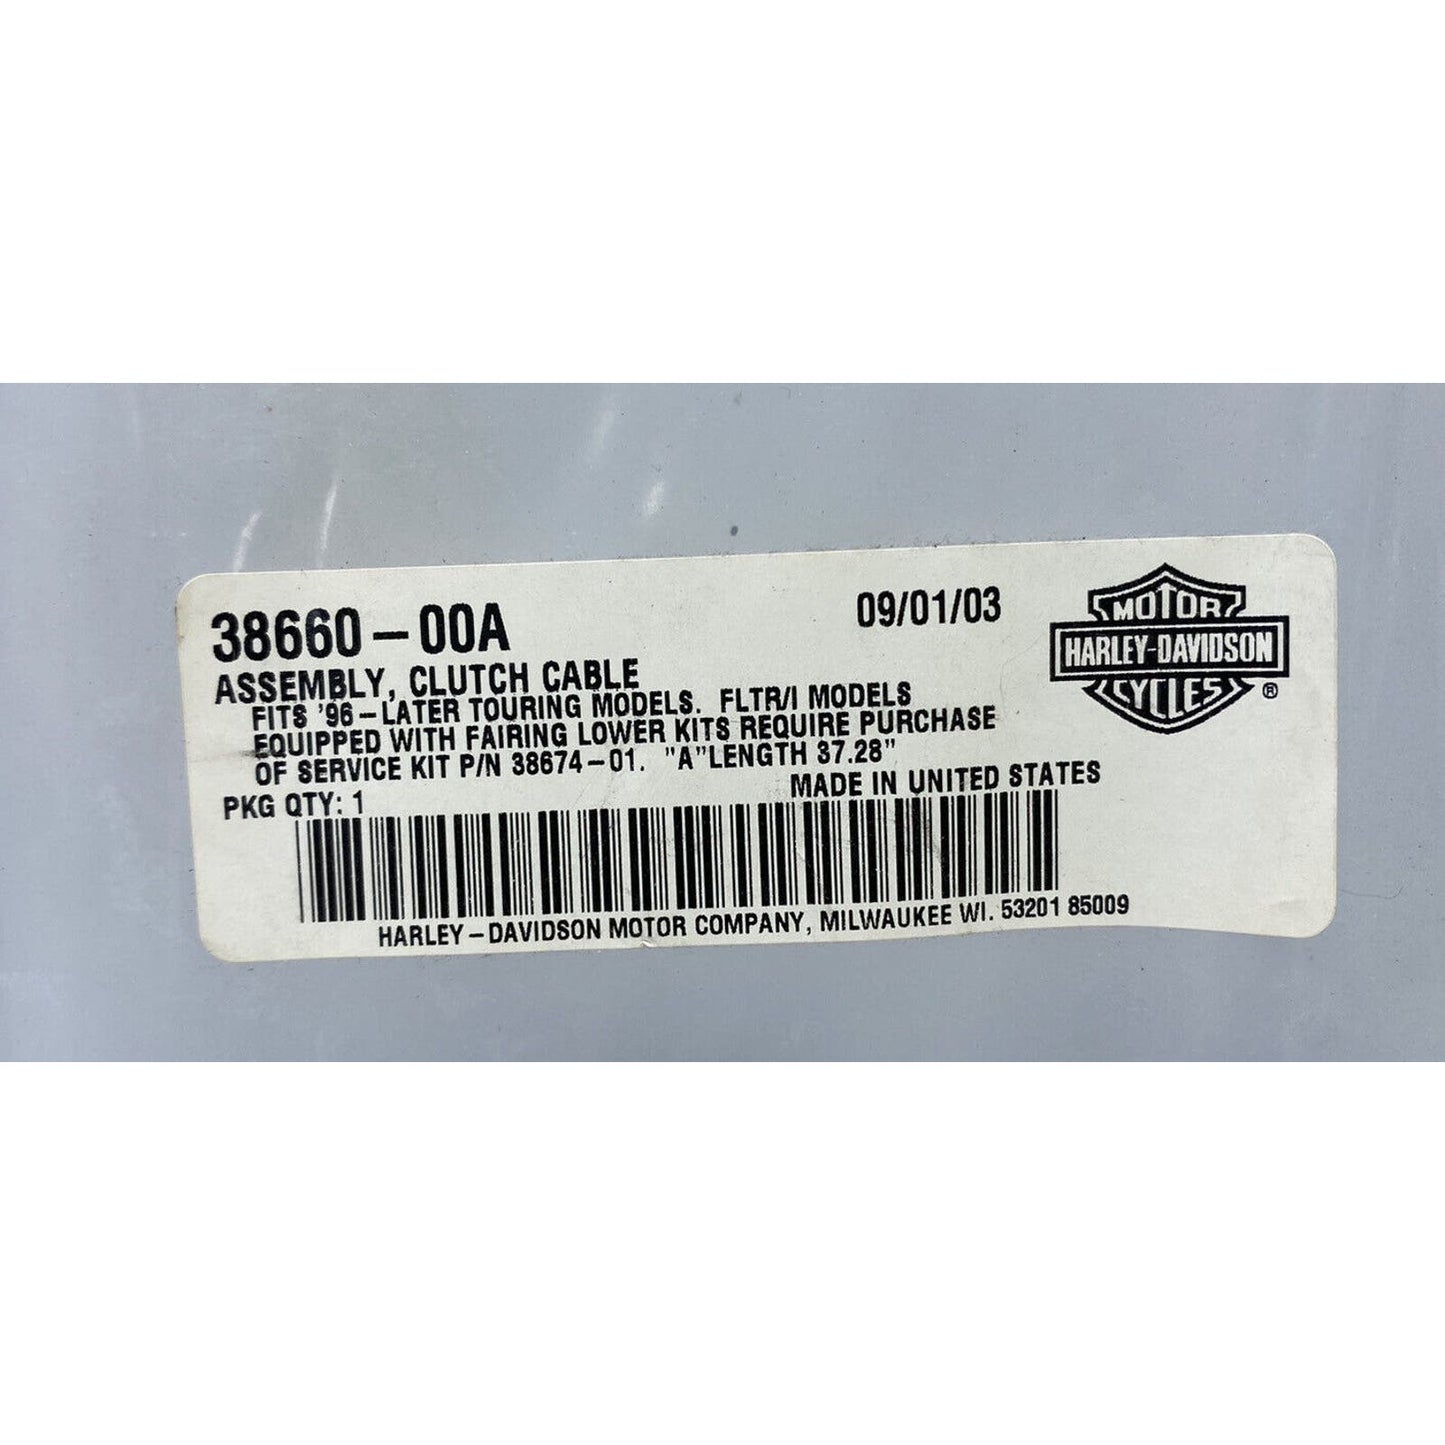 38660-00A
09/01/03
MOTOR
HARLEY-DAVIDSON
CYCLES
®
ASSEMBLY, CLUTCH CABLE
FITS '96-LATER TOURING MODELS. FLTR/I MODELS
EQUIPPED WITH FAIRING LOWER KITS REQUIRE PURCHASE
OF SERVICE KIT P/N 38674-01. "A"LENGTH 37.28"
MADE IN UNITED STATES
PKG QTY: 1
HARLEY-DAVIDSON MOTOR COMPANY, MILWAUKEE WI. 53201 85009